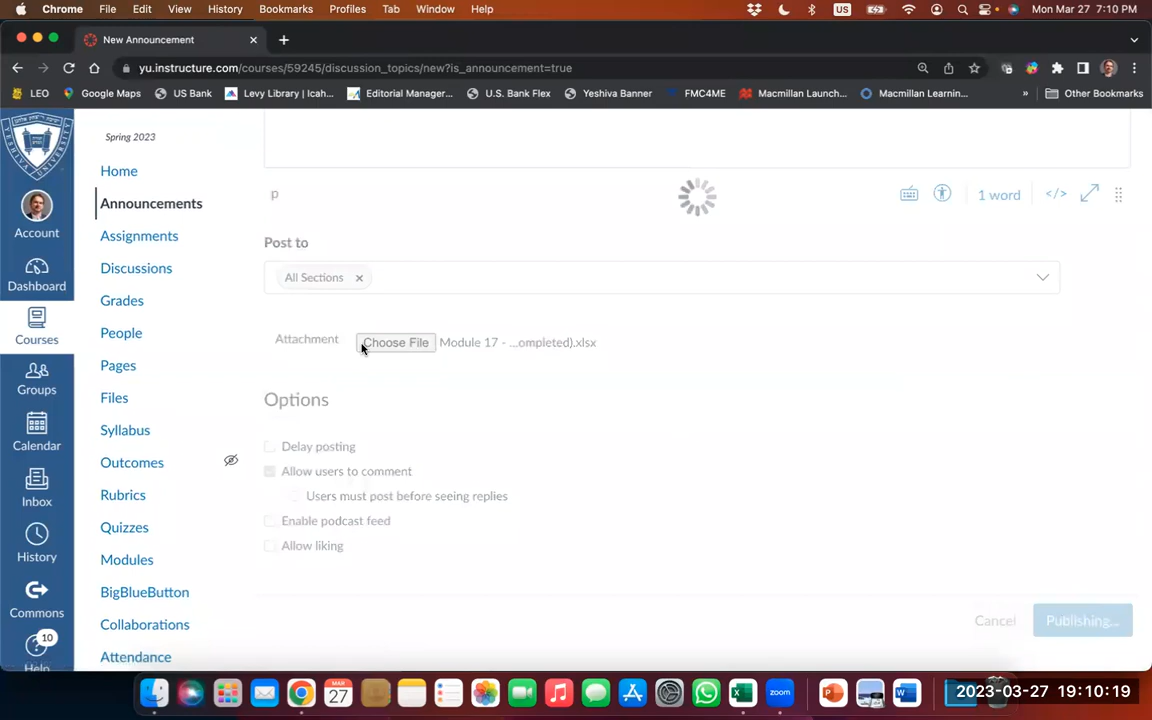 Chrome File Edit View History Bookmarks Profiles Tab Window Help US Mon Mar 27 7:10 PM
New Announcement
yu.instructure.com/courses/59245/discussion_topics/new?is_announcement=true
LEO Google Maps US Bank Levy Library | Icah... Editorial Manager... U.S. Bank Flex Yeshiva Banner FMC4ME Macmillan Launch... Macmillan Learnin... » Other Bookmarks
Spring 2023
Home
Announcements
Assignments
Discussions
Grades
People
Pages
Files
Syllabus
Outcomes
Rubrics
Quizzes
Modules
BigBlueButton
Collaborations
Attendance
Account
Dashboard
Courses
Groups
Calendar
Inbox
History
Commons
10
Help
p
1 word
</>
Post to
All Sections
Attachment Choose File Module 17 - ...ompleted).xlsx
Options
Delay posting
Allow users to comment
Users must post before seeing replies
Enable podcast feed
Allow liking
Cancel Publishing...
MAR
27
zoom
2023-03-27 19:10:19